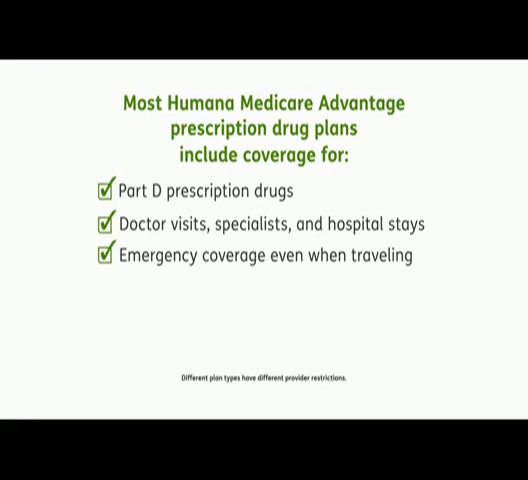 Most Humana Medicare Advantage
prescription drug plans
include coverage for:
Part D prescription drugs
Doctor visits, specialists, and hospital stays
Emergency coverage even when traveling
Different plan types have different provider restrictions.